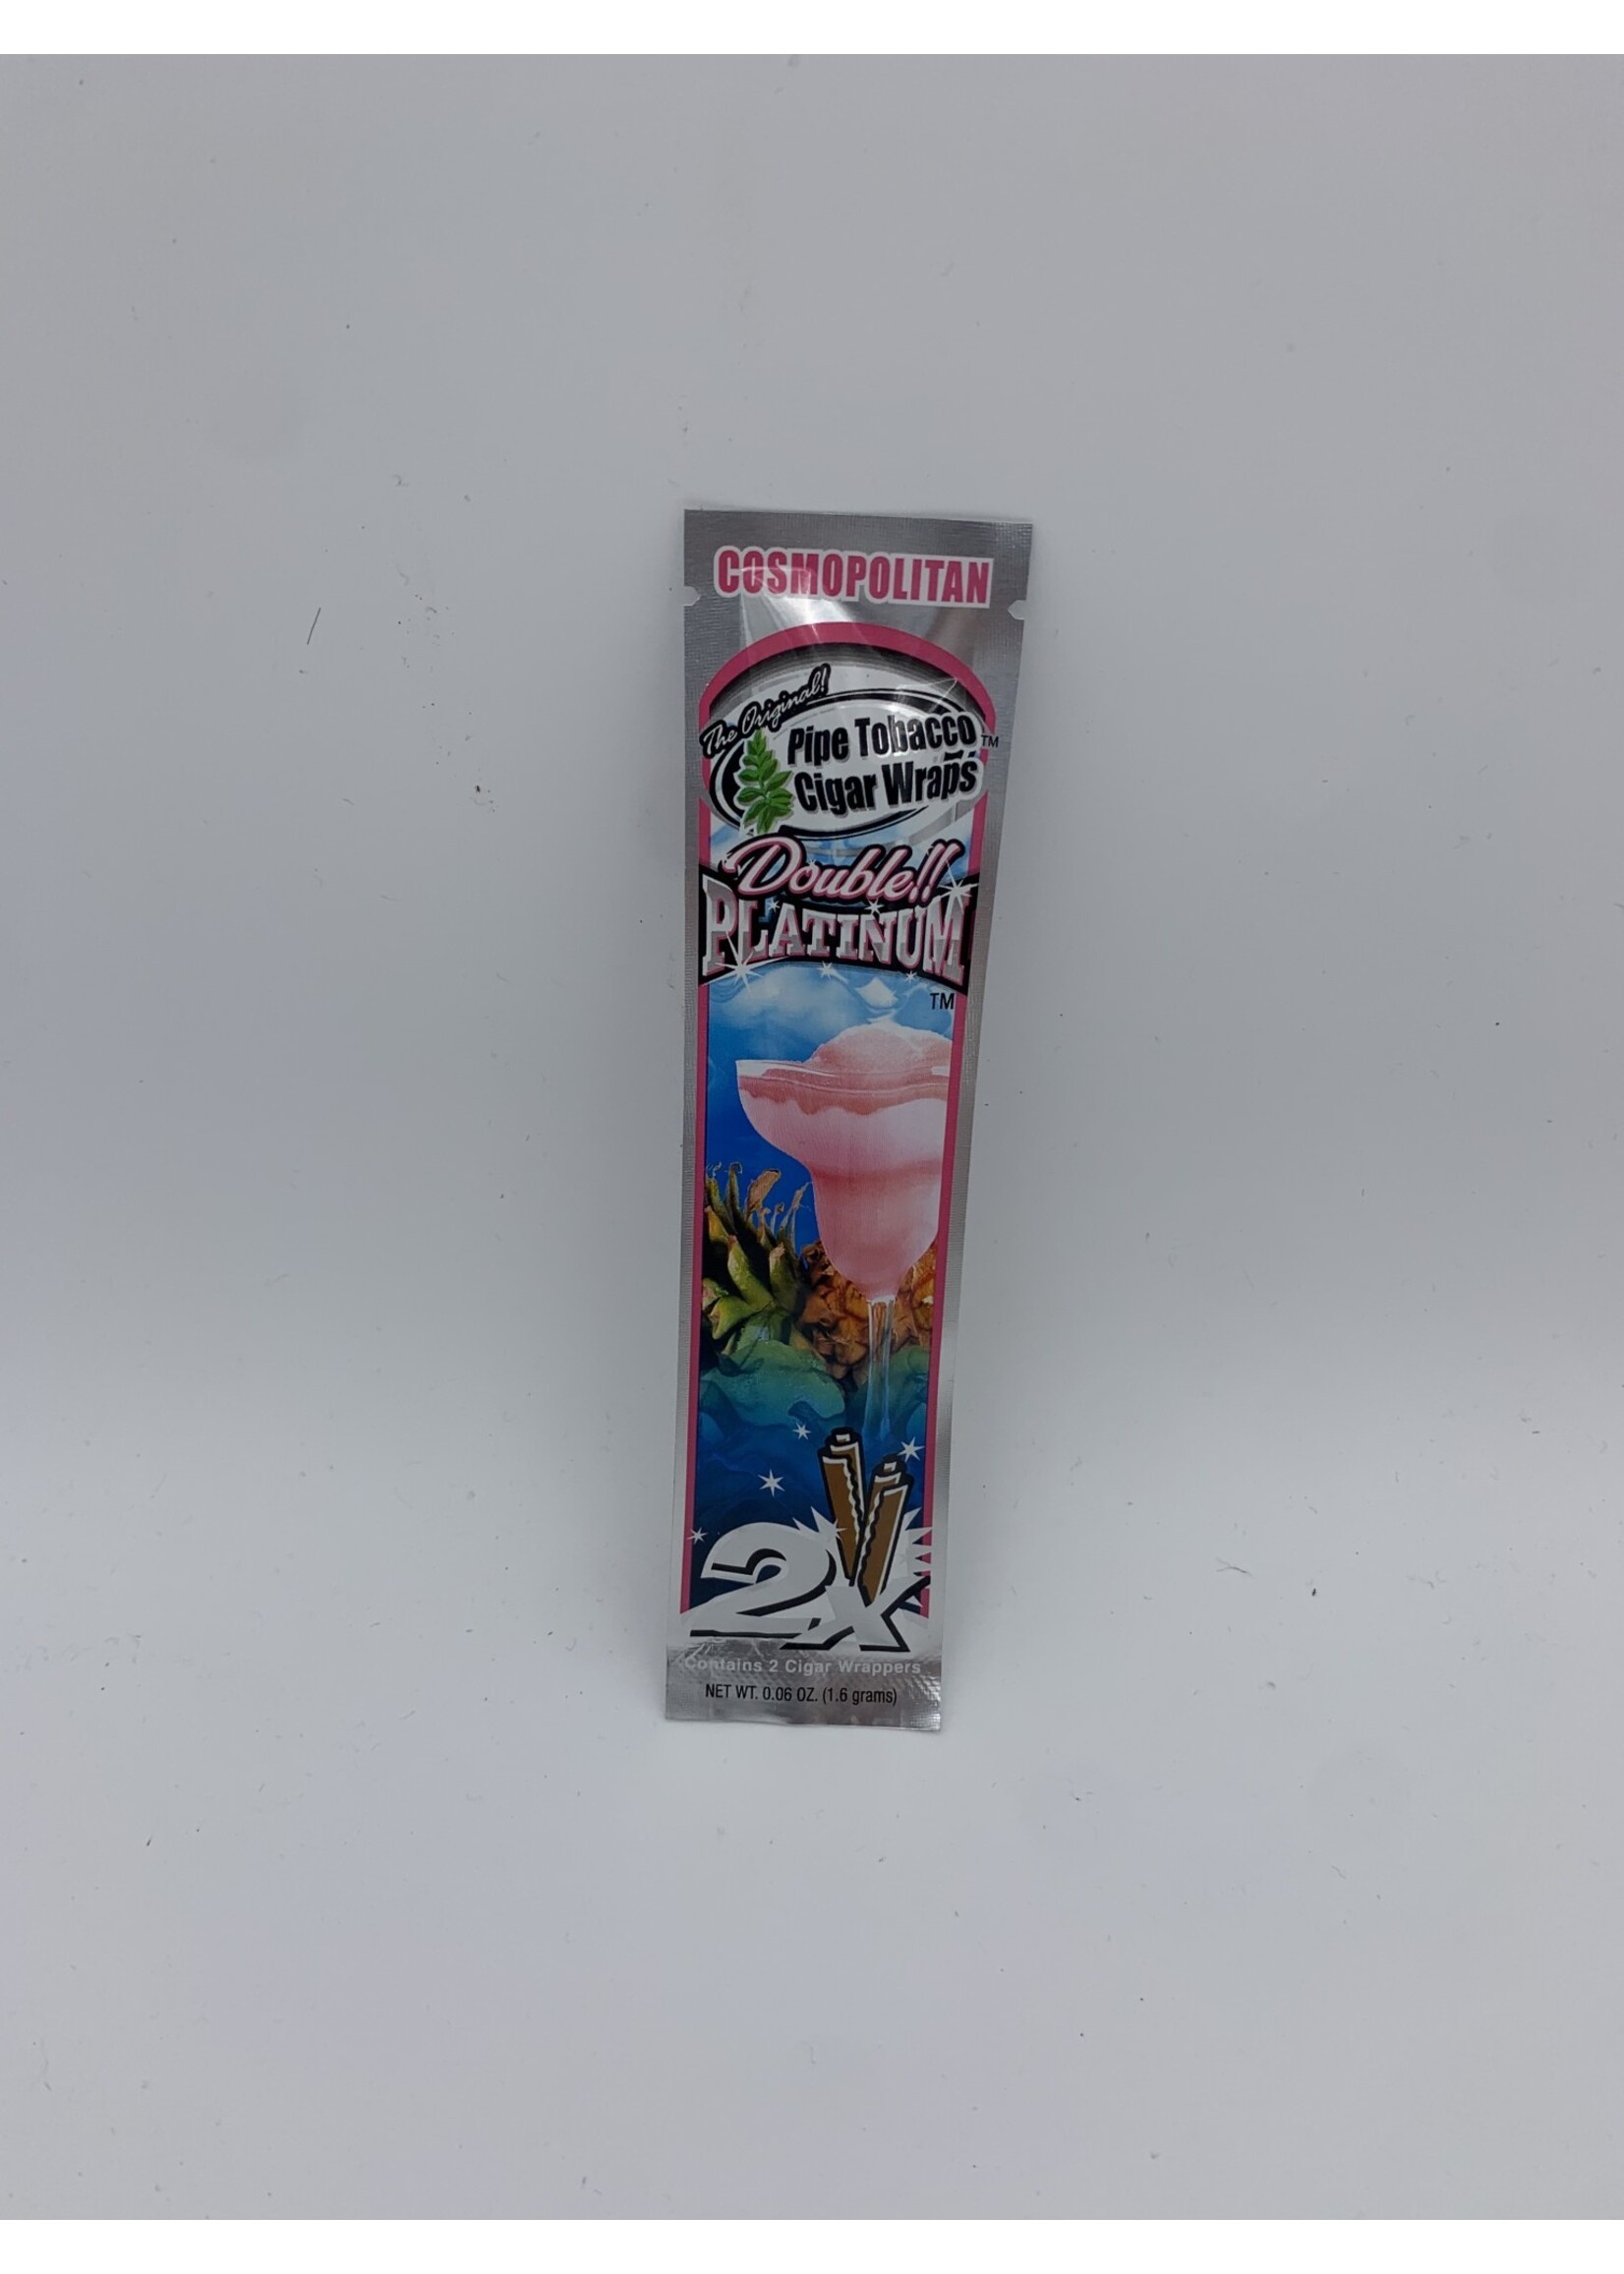 COSMOPOLITAN
The Original!
Pipe Tobacco TM
Cigar Wraps
Double!!
PLATINUM
TM
2X
Contains 2 Cigar Wrappers
NET WT. 0.06 OZ. (1.6 grams)